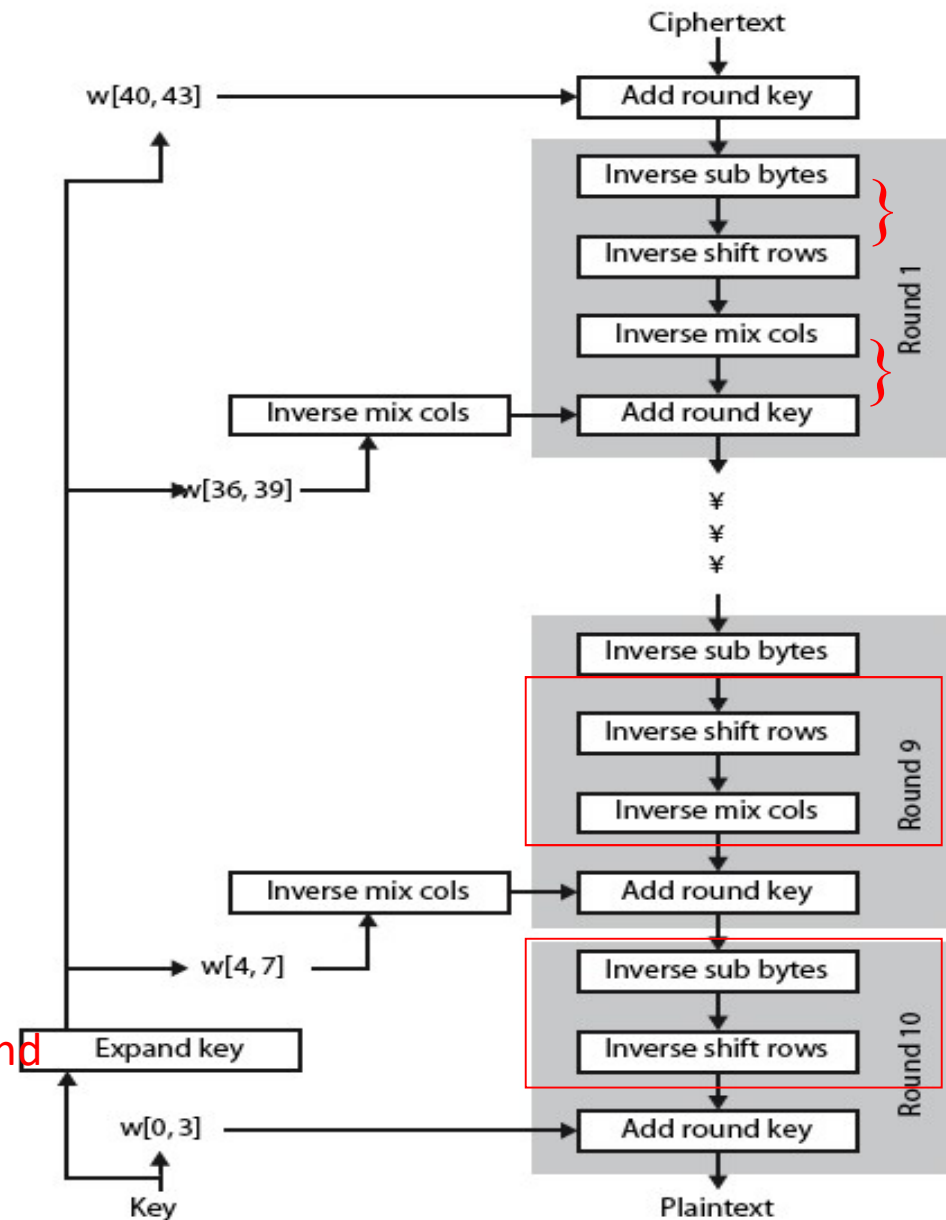 Ciphertext
w[40, 43]
Add round key
Inverse sub bytes
Inverse shift rows
Inverse mix cols
Inverse mix cols
Add round key
Round 1
w[36, 39]
¥
¥
¥
Inverse sub bytes
Inverse shift rows
Inverse mix cols
Inverse mix cols
Add round key
Round 9
w[4, 7]
Inverse sub bytes
nd
Expand key
Inverse shift rows
Round 10
w[0, 3]
Add round key
Key
Plaintext